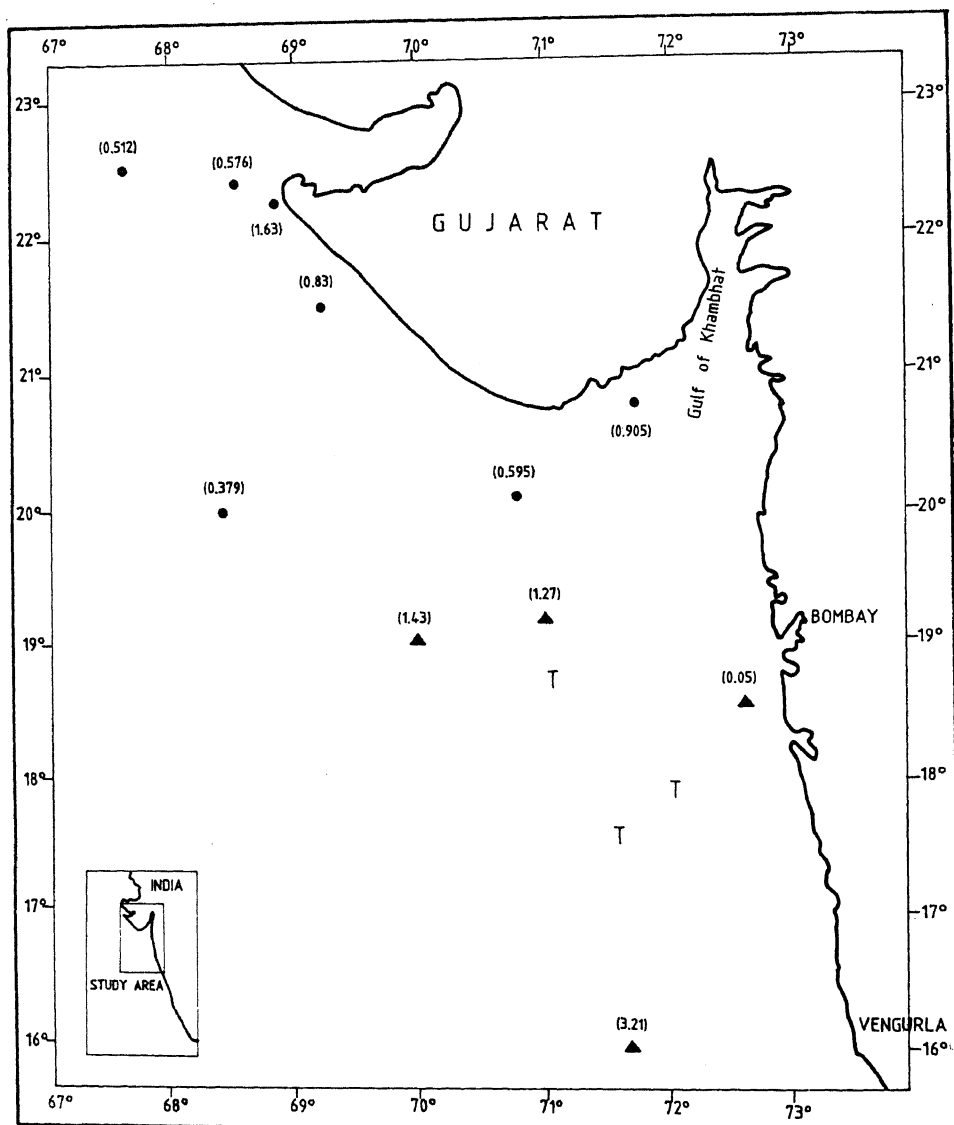 67° 68° 69° 70° 71° 72° 73°
23° 23°
(0.512)
(0.576)
(1.63)
GUJARAT
22° 22°
(0.83)
Gulf of Khambhat
21° 21°
(0.905)
(0.595)
(0.379)
20° 20°
(1.27)
(1.43)
BOMBAY
19° 19°
T
(0.05)
18° 18°
T
T
INDIA
17° 17°
STUDY AREA
(3.21)
VENGURLA
16° 16°
67° 68° 69° 70° 71° 72° 73°